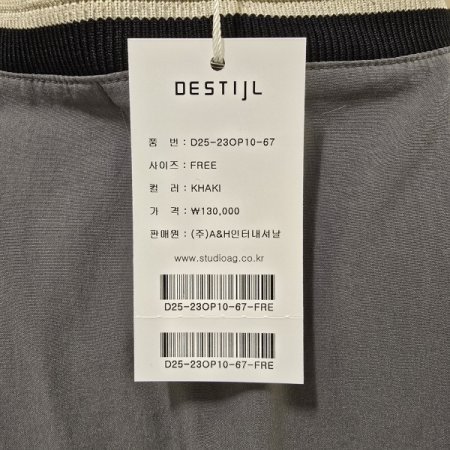 DESTIJL
품 번 : D25-23OP10-67
사이즈 : FREE
컬 러 : KHAKI
가 격 : ₩130,000
판매원 : (주)A&H인터내셔날
www.studioag.co.kr
D25-23OP10-67-FRE
D25-23OP10-67-FRE